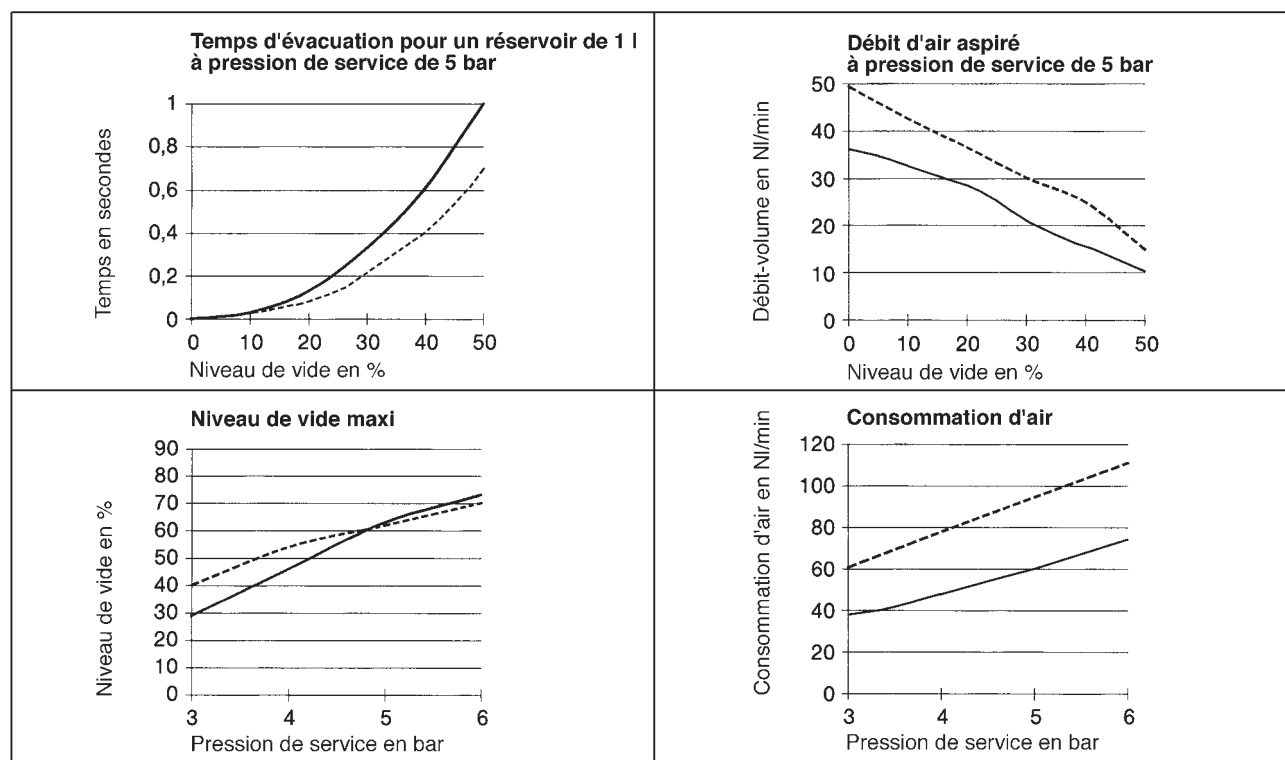 Temps d'évacuation pour un réservoir de 1 l
à pression de service de 5 bar
Temps en secondes
1
0,8
0,6
0,4
0,2
0
0 10 20 30 40 50
Niveau de vide en %
Débit d'air aspiré
à pression de service de 5 bar
Débit-volume en Nl/min
50
40
30
20
10
0
0 10 20 30 40 50
Niveau de vide en %
Niveau de vide maxi
Niveau de vide en %
90
80
70
60
50
40
30
20
10
0
3 4 5 6
Pression de service en bar
Consommation d'air
Consommation d'air en Nl/min
120
100
80
60
40
20
0
3 4 5 6
Pression de service en bar